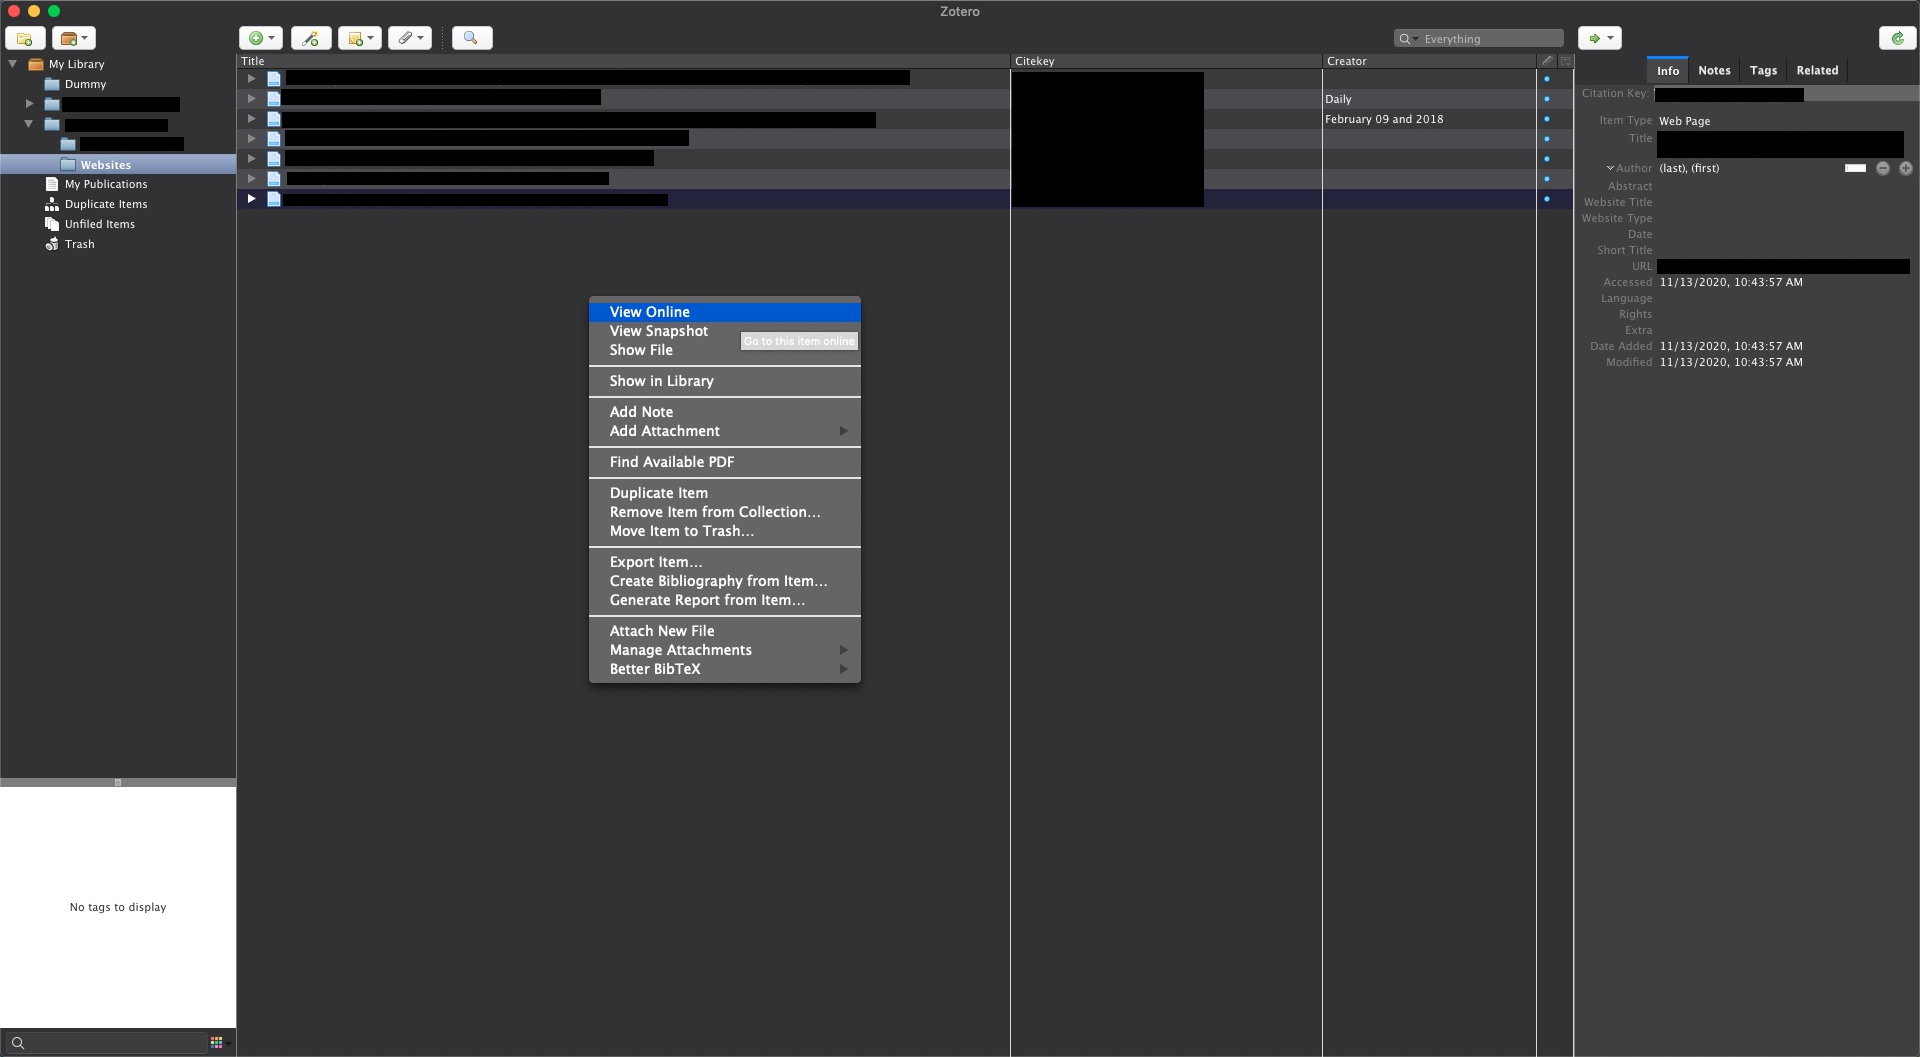 Zotero
Everything
My Library
Dummy
Websites
My Publications
Duplicate Items
Unfiled Items
Trash
No tags to display
Title
Citekey
Creator
Daily
February 09 and 2018
View Online
View Snapshot
Go to this item online
Show File
Show in Library
Add Note
Add Attachment
Find Available PDF
Duplicate Item
Remove Item from Collection...
Move Item to Trash...
Export Item...
Create Bibliography from Item...
Generate Report from Item...
Attach New File
Manage Attachments
Better BibTeX
Info Notes Tags Related
Citation Key:
Item Type Web Page
Title
Author (last), (first)
Abstract
Website Title
Website Type
Date
Short Title
URL
Accessed 11/13/2020, 10:43:57 AM
Language
Rights
Extra
Date Added 11/13/2020, 10:43:57 AM
Modified 11/13/2020, 10:43:57 AM